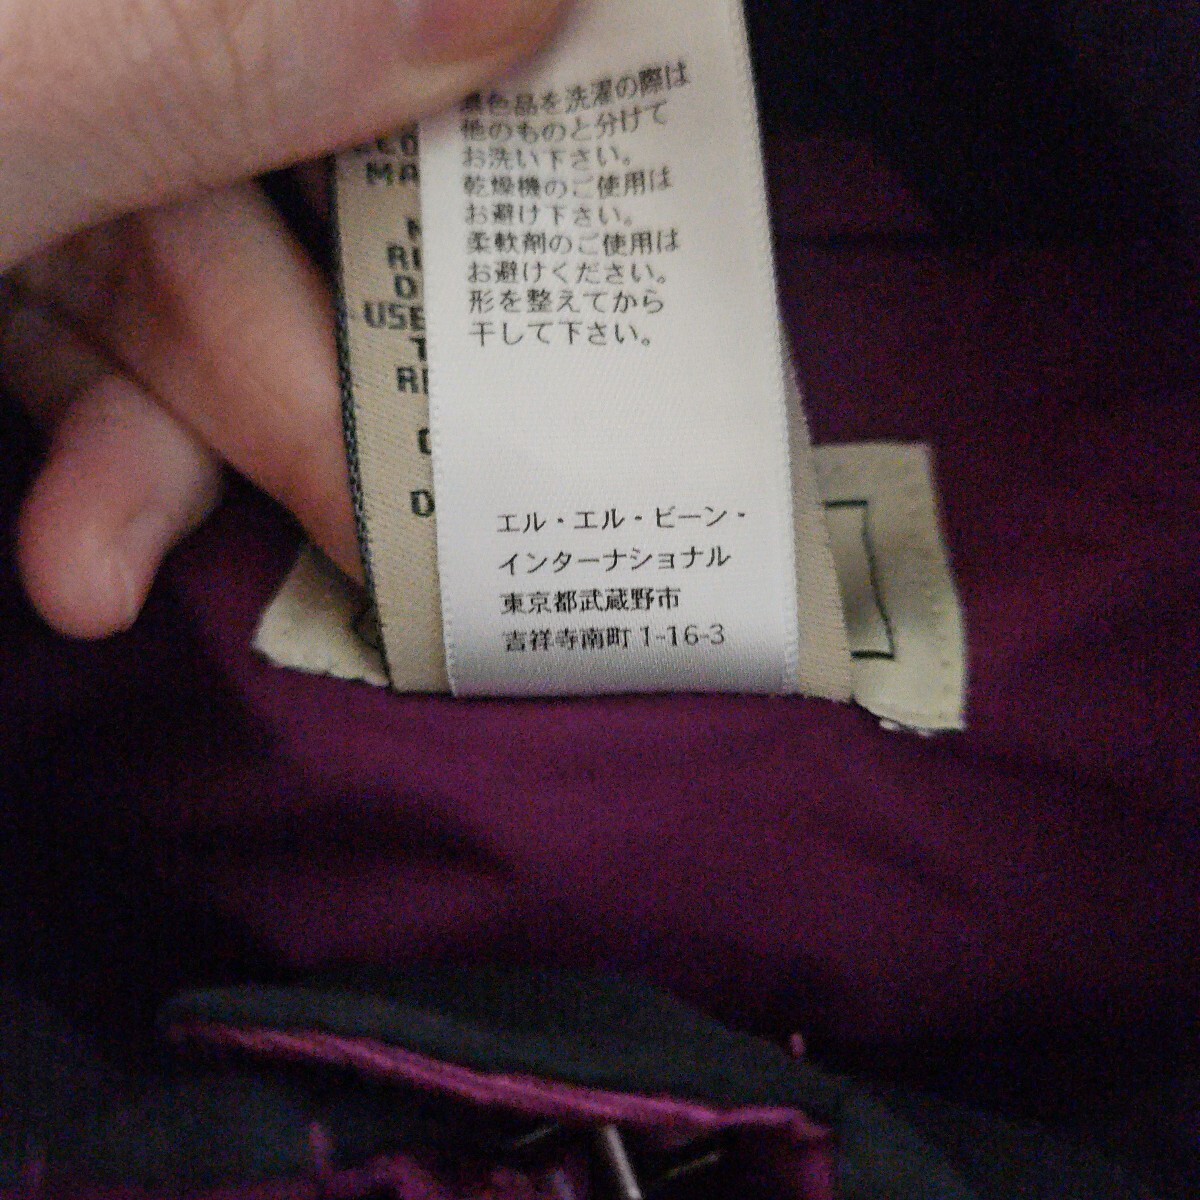 濃色品を洗濯の際は
他のものと分けて
お洗い下さい。
乾燥機のご使用は
お避け下さい。
柔軟剤のご使用は
お避けください。
形を整えてから
干して下さい。
エル・エル・ビーン・
インターナショナル
東京都武蔵野市
吉祥寺南町 1-16-3
MA
USE